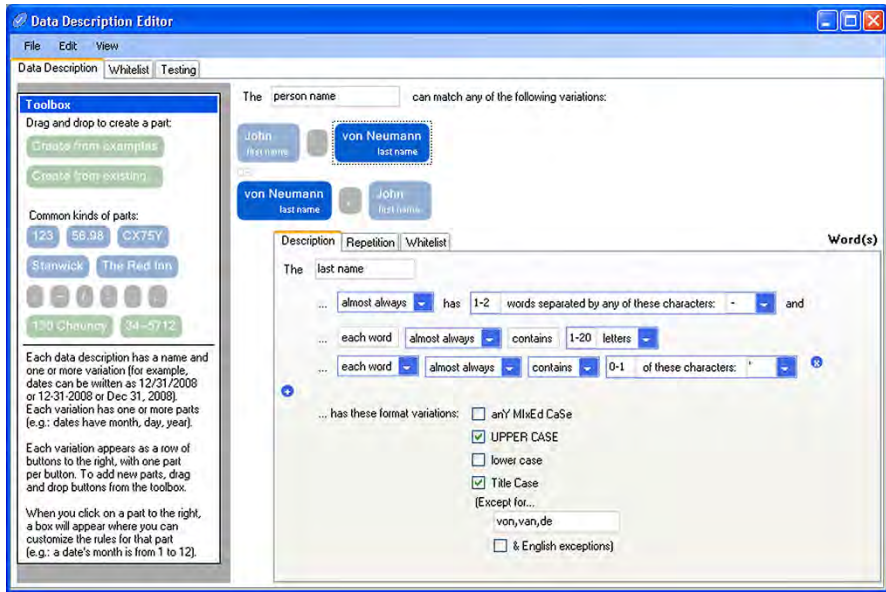 Data Description Editor
File Edit View
Data Description Whitelist Testing
Toolbox
Drag and drop to create a part:
Create from examples
Create from existing...
Common kinds of parts:
123 56.98 CX75Y
Stanwick The Red Inn
130 Chauncy 34-5712
Each data description has a name and
one or more variation (for example,
dates can be written as 12/31/2008
or 12-31-2008 or Dec 31, 2008).
Each variation has one or more parts
(e.g.: dates have month, day, year).
Each variation appears as a row of
buttons to the right, with one part
per button. To add new parts, drag
and drop buttons from the toolbox.
When you click on a part to the right,
a box will appear where you can
customize the rules for that part
(e.g.: a date's month is from 1 to 12).
The person name can match any of the following variations:
John von Neumann
first name last name
OR
von Neumann , John
last name first name
Description Repetition Whitelist Word(s)
The last name
... almost always has 1-2 words separated by any of these characters: - and
... each word almost always contains 1-20 letters
... each word almost always contains 0-1 of these characters: '
... has these format variations: anY MIxEd CaSe
UPPER CASE
lower case
Title Case
(Except for...
von,van,de
& English exceptions)